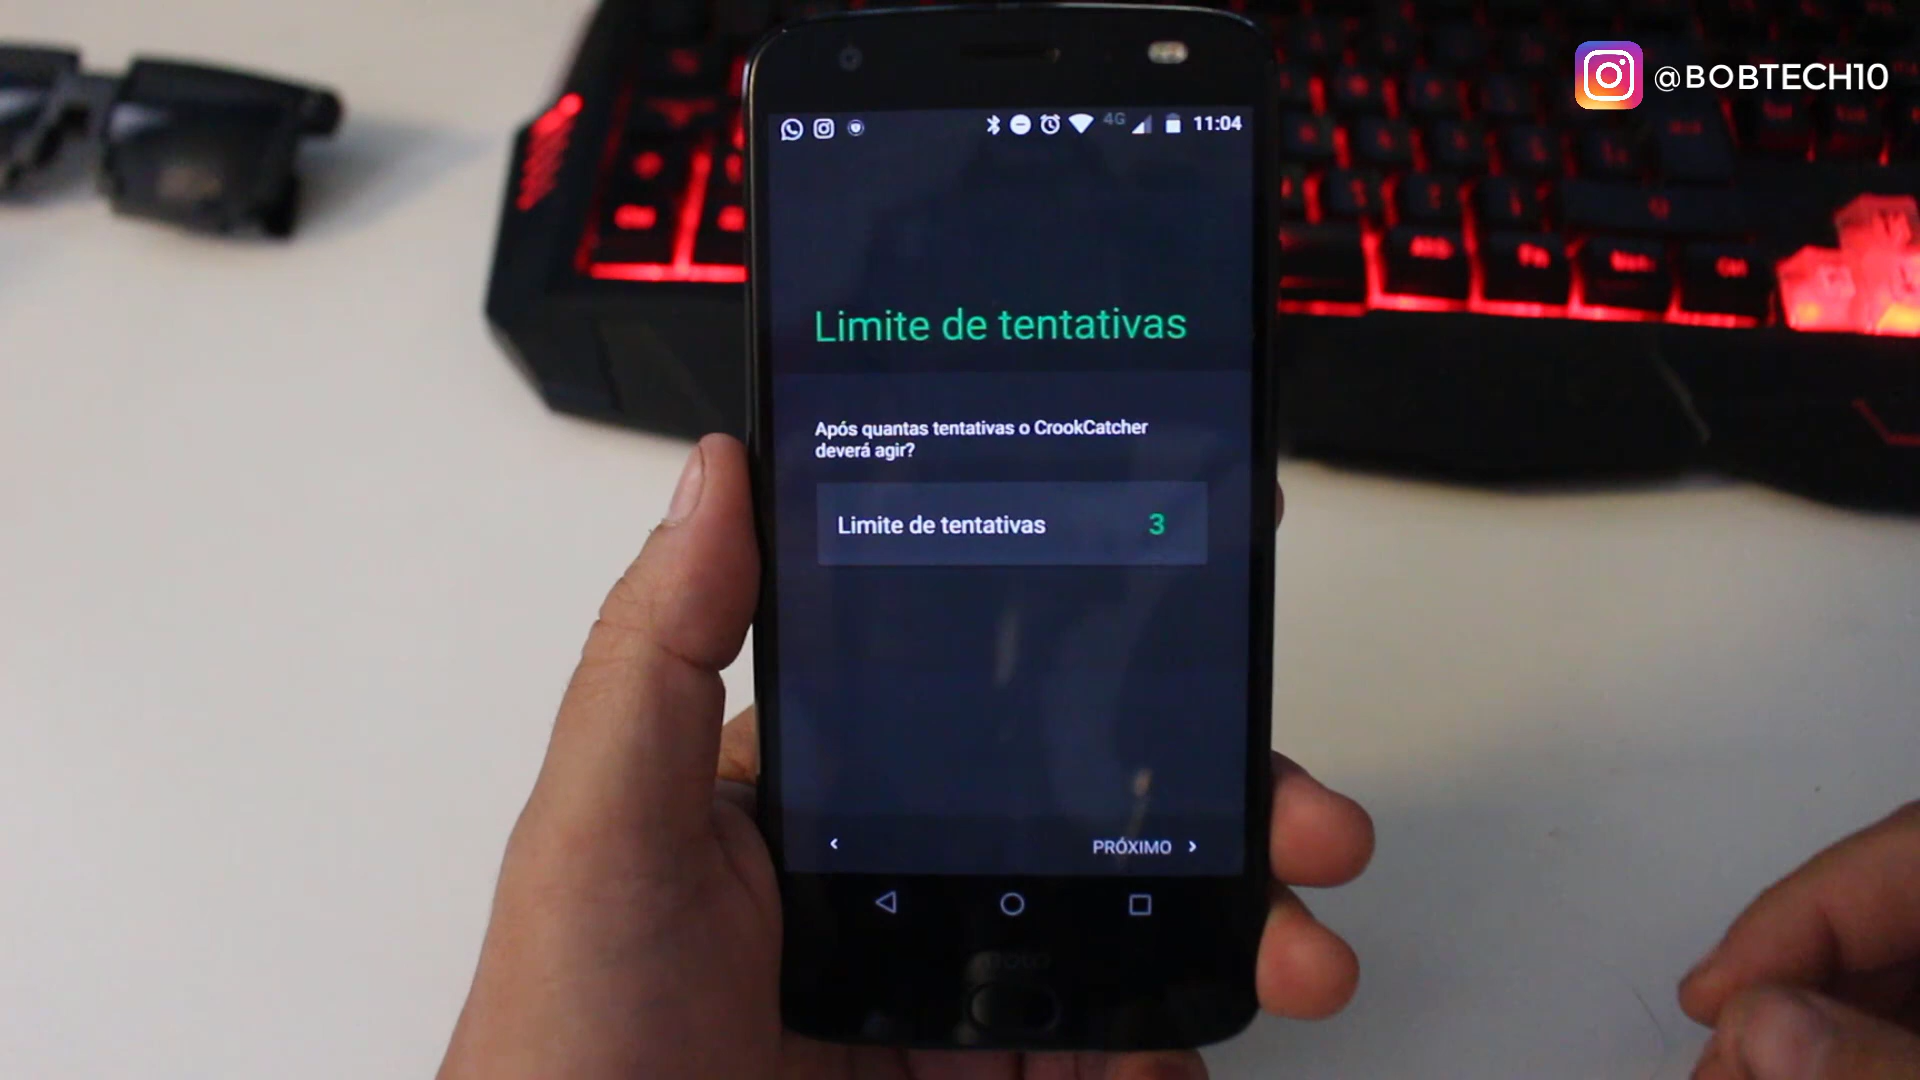 @BOBTECH10
4G 11:04
Limite de tentativas
Após quantas tentativas o CrookCatcher
deverá agir?
Limite de tentativas 3
PRÓXIMO